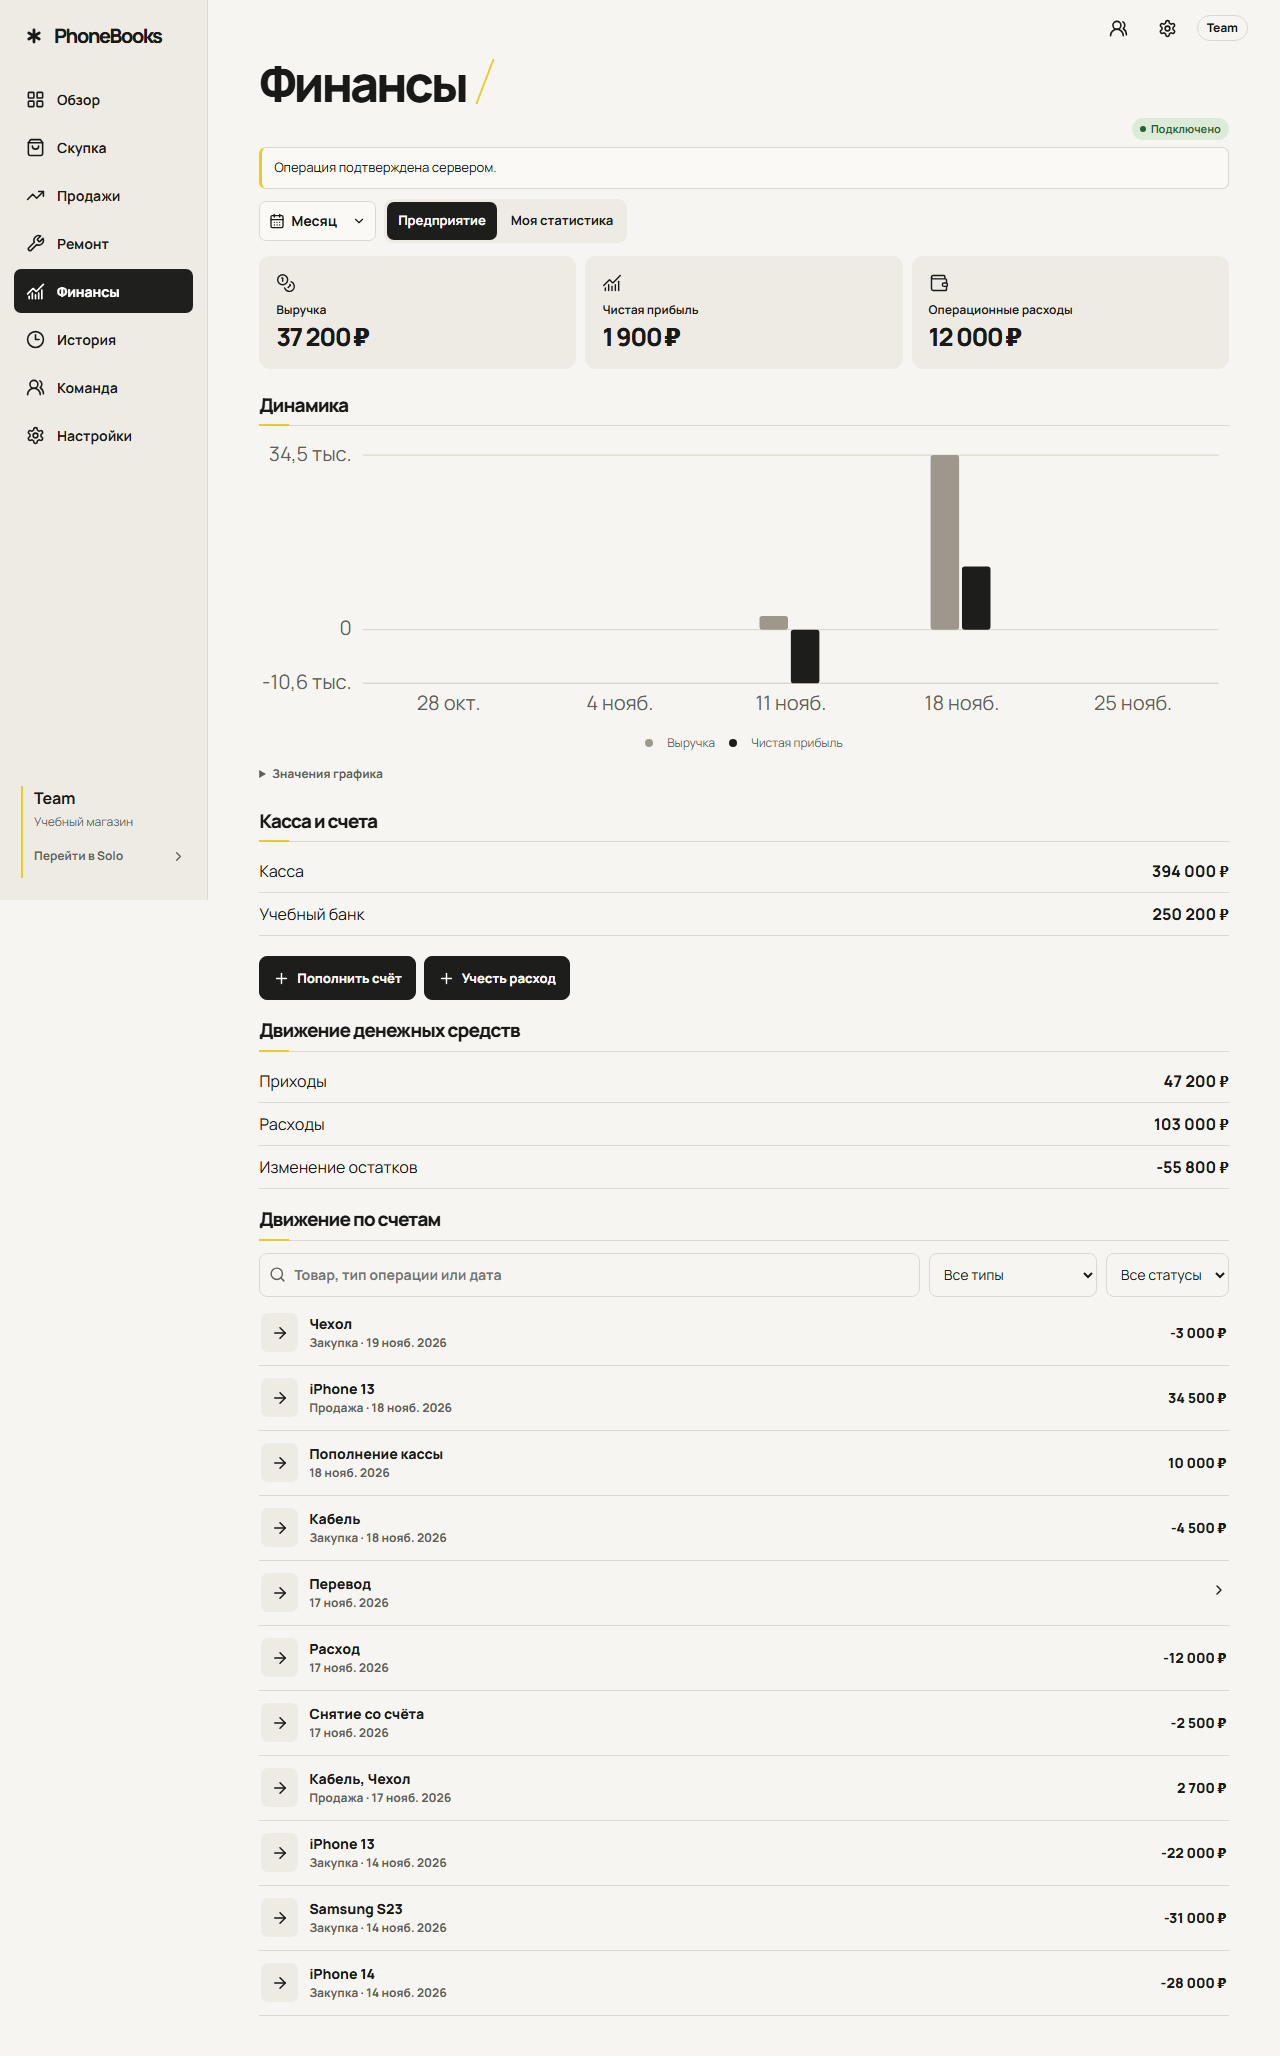 PhoneBooks
Обзор
Скупка
Продажи
Ремонт
Финансы
История
Команда
Настройки
Team
Учебный магазин
Перейти в Solo
Team
Финансы
Подключено
Операция подтверждена сервером.
Месяц
Предприятие
Моя статистика
Выручка
37 200 ₽
Чистая прибыль
1 900 ₽
Операционные расходы
12 000 ₽
Динамика
34,5 тыс.
0
-10,6 тыс.
28 окт.
4 нояб.
11 нояб.
18 нояб.
25 нояб.
Выручка
Чистая прибыль
Значения графика
Касса и счета
Касса 394 000 ₽
Учебный банк 250 200 ₽
Пополнить счёт
Учесть расход
Движение денежных средств
Приходы 47 200 ₽
Расходы 103 000 ₽
Изменение остатков -55 800 ₽
Движение по счетам
Товар, тип операции или дата
Все типы
Все статусы
Чехол
Закупка · 19 нояб. 2026
-3 000 ₽
iPhone 13
Продажа · 18 нояб. 2026
34 500 ₽
Пополнение кассы
18 нояб. 2026
10 000 ₽
Кабель
Закупка · 18 нояб. 2026
-4 500 ₽
Перевод
17 нояб. 2026
Расход
17 нояб. 2026
-12 000 ₽
Снятие со счёта
17 нояб. 2026
-2 500 ₽
Кабель, Чехол
Продажа · 17 нояб. 2026
2 700 ₽
iPhone 13
Закупка · 14 нояб. 2026
-22 000 ₽
Samsung S23
Закупка · 14 нояб. 2026
-31 000 ₽
iPhone 14
Закупка · 14 нояб. 2026
-28 000 ₽